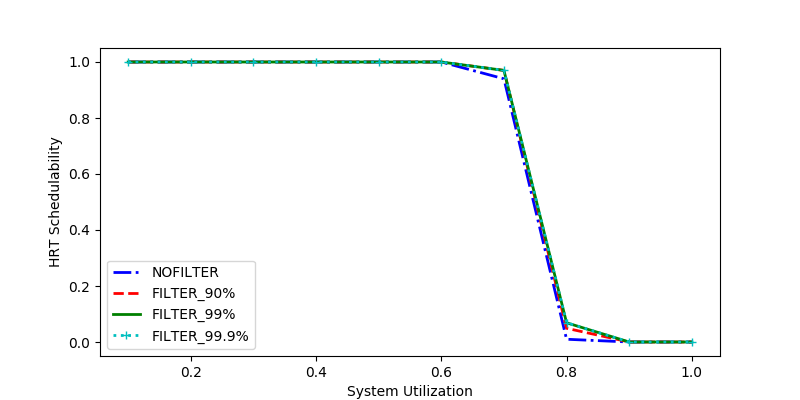 1.0
0.8
0.6
0.4
0.2
0.0
HRT Schedulability
NOFILTER
FILTER_90%
FILTER_99%
FILTER_99.9%
0.2 0.4 0.6 0.8 1.0
System Utilization